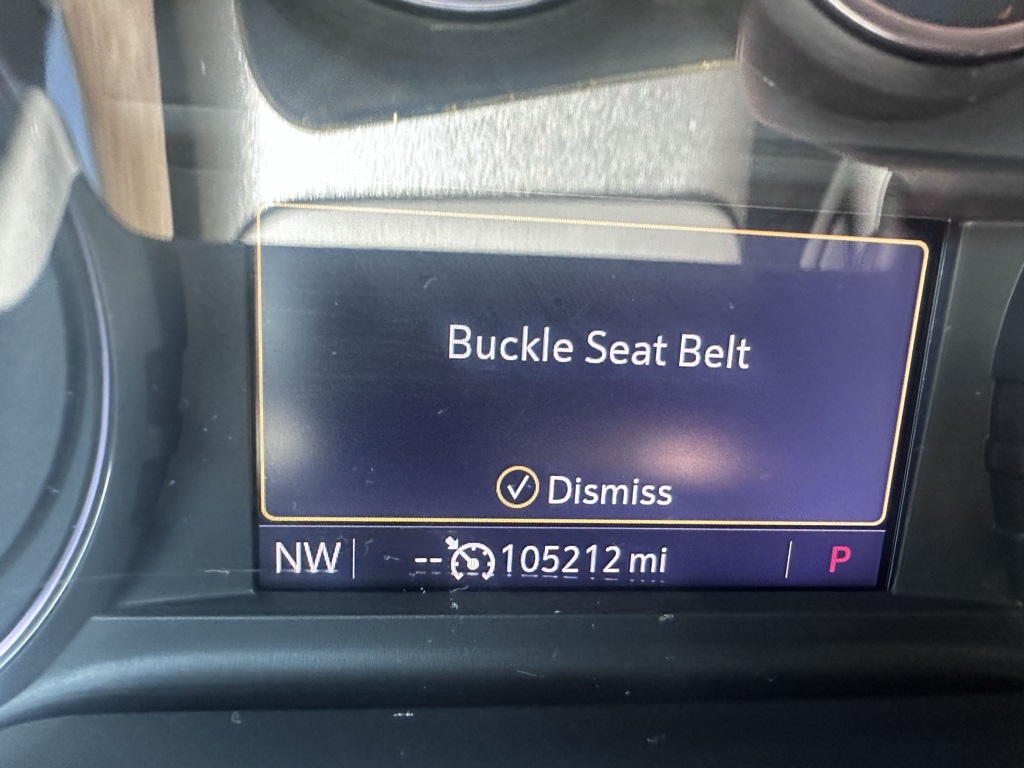 Buckle Seat Belt
Dismiss
NW -- 105212 mi P